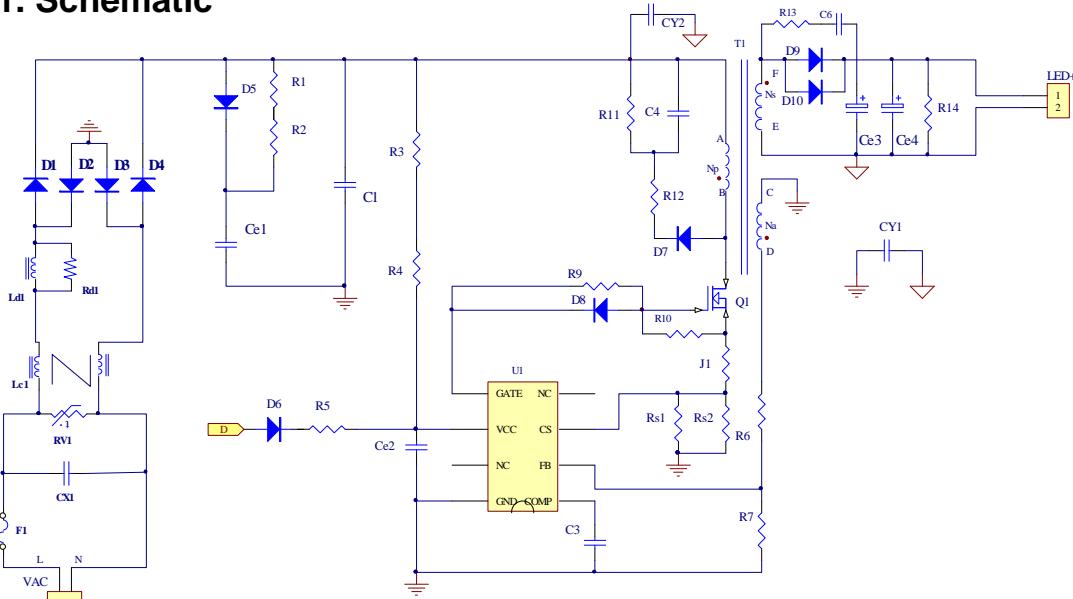 1. Schematic
CY2
R13
C6
T1
D9
LED+
F
Ns
D10
1
2
D5
R1
R11
C4
R14
E
Ce3
Ce4
R2
A
R3
D1
D2
D3
D4
Np
R12
B
C
C1
Na
Ce1
CY1
D7
D
R4
R9
Ld1
Rd1
D8
Q1
R10
J1
U1
Lc1
GATE
NC
D6
R5
Rs1
Rs2
D
VCC
CS
R6
RV1
Ce2
NC
FB
CX1
GND
COMP
R7
F1
C3
L
N
VAC